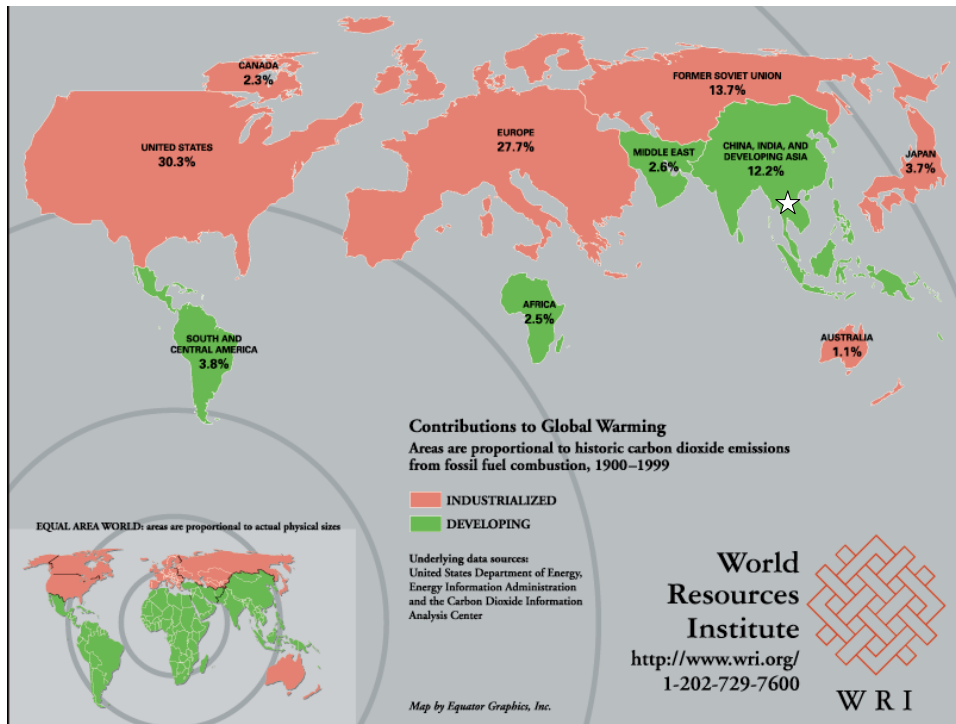 CANADA
2.3%
UNITED STATES
30.3%
EUROPE
27.7%
FORMER SOVIET UNION
13.7%
MIDDLE EAST
2.6%
CHINA, INDIA, AND
DEVELOPING ASIA
12.2%
JAPAN
3.7%
AFRICA
2.5%
SOUTH AND
CENTRAL AMERICA
3.8%
AUSTRALIA
1.1%
Contributions to Global Warming
Areas are proportional to historic carbon dioxide emissions
from fossil fuel combustion, 1900–1999
INDUSTRIALIZED
DEVELOPING
EQUAL AREA WORLD: areas are proportional to actual physical sizes
Underlying data sources:
United States Department of Energy,
Energy Information Administration
and the Carbon Dioxide Information
Analysis Center
Map by Equator Graphics, Inc.
World
Resources
Institute
http://www.wri.org/
1-202-729-7600
WRI